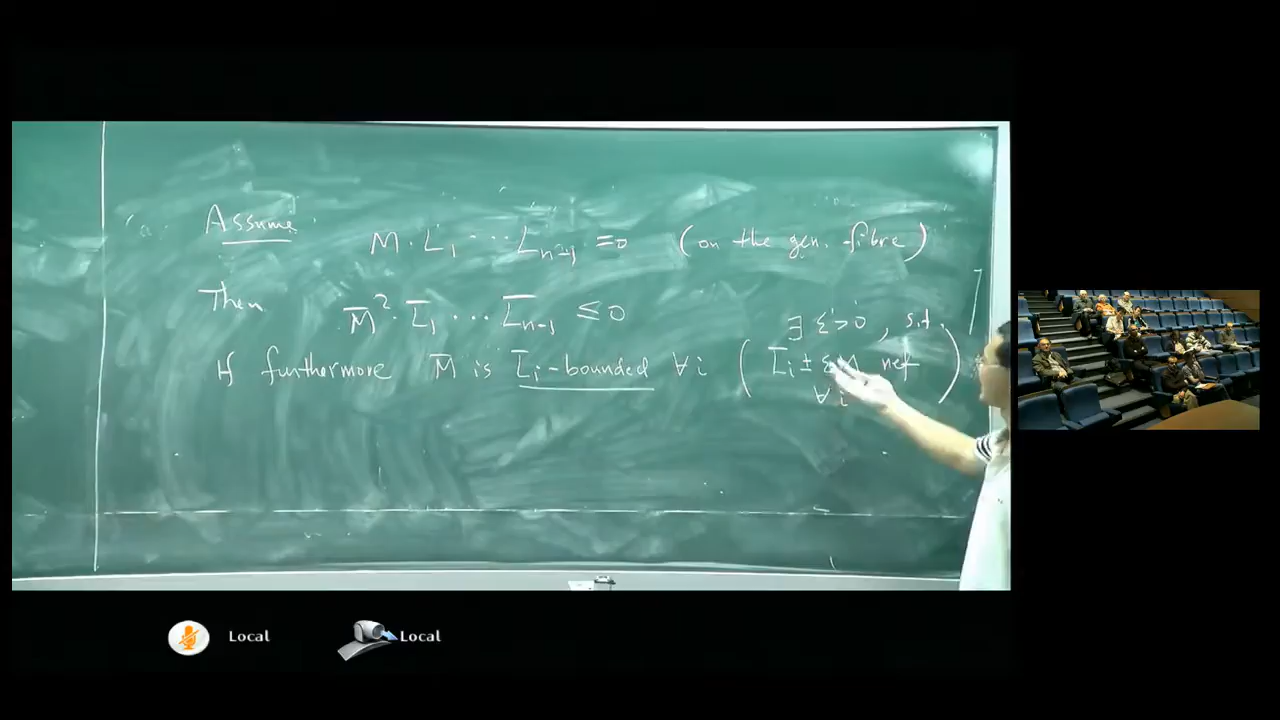 Assume M · L₁ ··· Lₙ₋₁ = 0 (on the gen. fibre)
Then M̅² · L̅₁ ··· L̅ₙ₋₁ ≤ 0
∃ ε > 0, s.t.
If furthermore M̅ is L̅ᵢ-bounded ∀i ( L̅ᵢ ± ε M̅ nef )
∀ i
Local Local